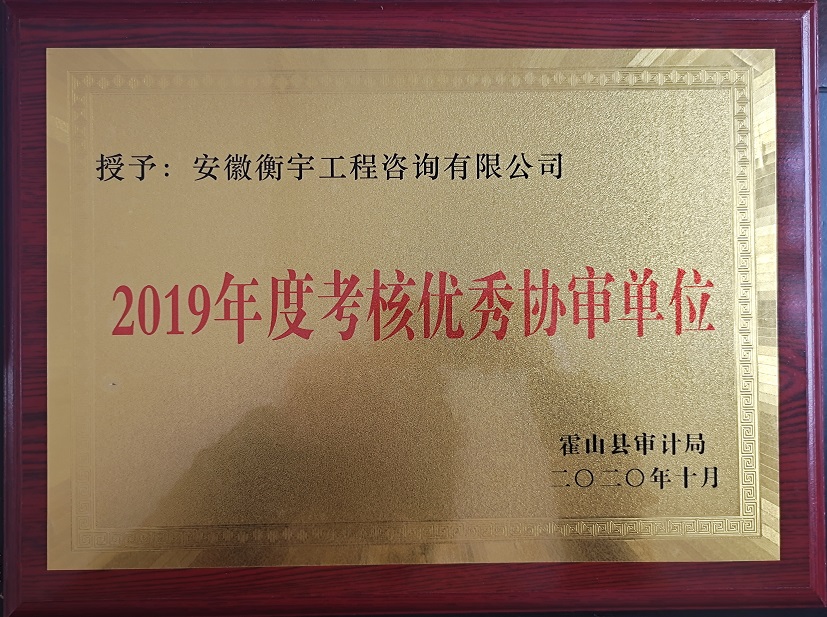 授予：安徽衡宇工程咨询有限公司
2019年度考核优秀协审单位
霍山县审计局
二〇二〇年十月